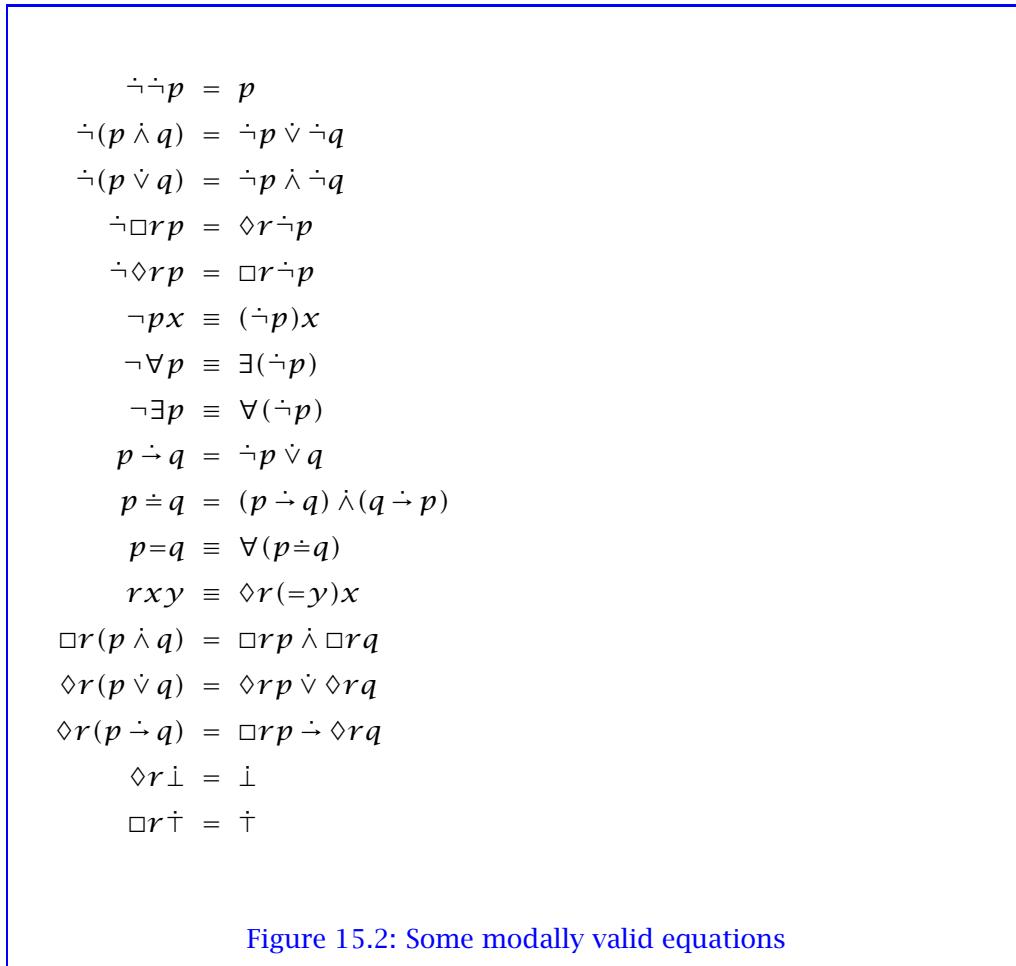 ¬̇¬̇p = p
¬̇(p ∧̇ q) = ¬̇p ∨̇ ¬̇q
¬̇(p ∨̇ q) = ¬̇p ∧̇ ¬̇q
¬̇□rp = ◊r¬̇p
¬̇◊rp = □r¬̇p
¬px ≡ (¬̇p)x
¬∀p ≡ ∃(¬̇p)
¬∃p ≡ ∀(¬̇p)
p →̇ q = ¬̇p ∨̇ q
p ≐ q = (p →̇ q) ∧̇ (q →̇ p)
p=q ≡ ∀(p≐q)
rxy ≡ ◊r(=y)x
□r(p ∧̇ q) = □rp ∧̇ □rq
◊r(p ∨̇ q) = ◊rp ∨̇ ◊rq
◊r(p →̇ q) = □rp →̇ ◊rq
◊r⊥̇ = ⊥̇
□r†̇ = †̇
Figure 15.2: Some modally valid equations